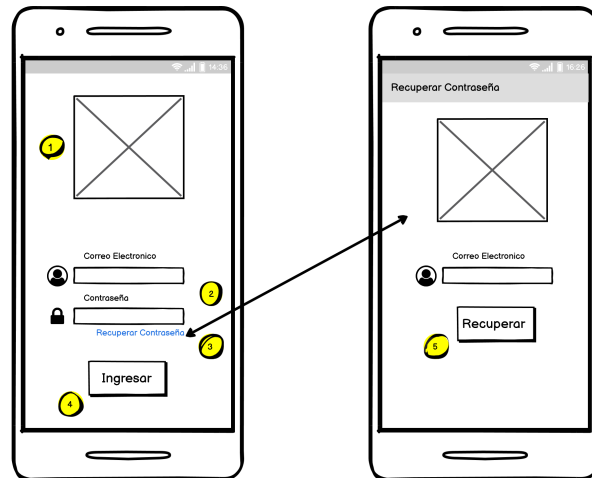 14:36
1
Correo Electronico
Contraseña
2
Recuperar Contraseña
3
Ingresar
4
16:26
Recuperar Contraseña
Correo Electronico
Recuperar
5